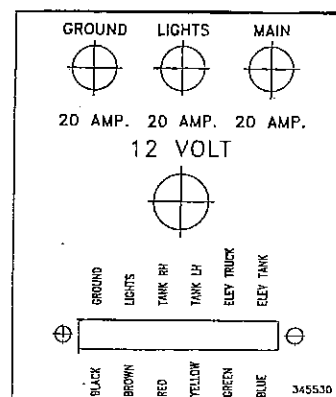 GROUND LIGHTS MAIN
20 AMP. 20 AMP. 20 AMP.
12 VOLT
GROUND LIGHTS TANK RH TANK LH ELEV TRUCK ELEV TANK
BLACK BROWN RED YELLOW GREEN BLUE
345530